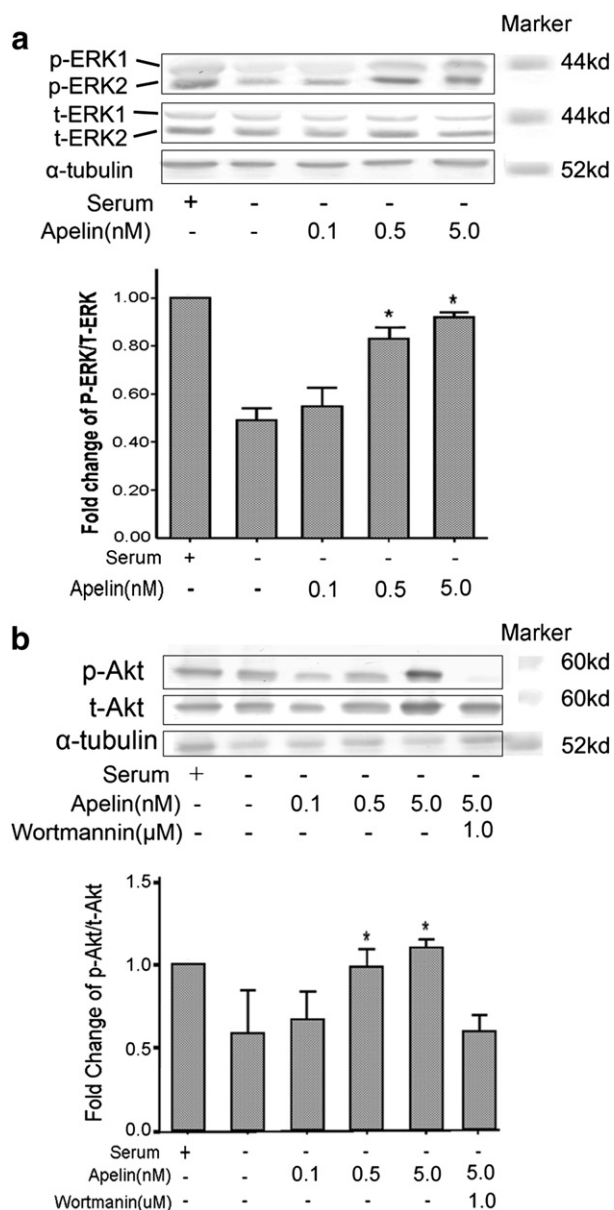 a
Marker
p-ERK1
44kd
p-ERK2
t-ERK1
44kd
t-ERK2
α-tubulin
52kd
Serum + - - - -
Apelin(nM) - - 0.1 0.5 5.0
Fold change of P-ERK/T-ERK
1.00
0.80
0.60
0.40
0.20
0.00
* *
Serum + - - - -
Apelin(nM) - - 0.1 0.5 5.0
b
Marker
p-Akt
60kd
t-Akt
60kd
α-tubulin
52kd
Serum + - - - - -
Apelin(nM) - - 0.1 0.5 5.0 5.0
Wortmannin(μM) - - - - - 1.0
Fold Change of p-Akt/t-Akt
1.5
1.0
0.5
0.0
* *
Serum + - - - - -
Apelin(nM) - - 0.1 0.5 5.0 5.0
Wortmanin(uM) - - - - - 1.0